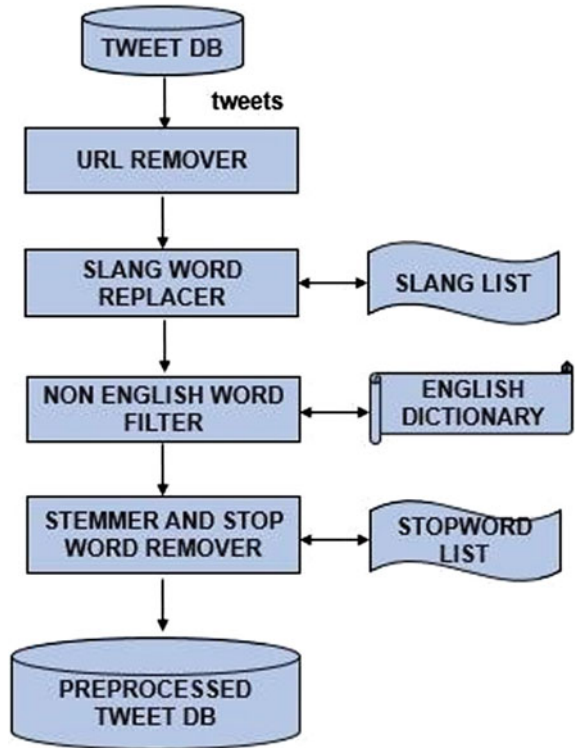 TWEET DB
tweets
URL REMOVER
SLANG WORD
REPLACER
SLANG LIST
NON ENGLISH WORD
FILTER
ENGLISH
DICTIONARY
STEMMER AND STOP
WORD REMOVER
STOPWORD
LIST
PREPROCESSED
TWEET DB